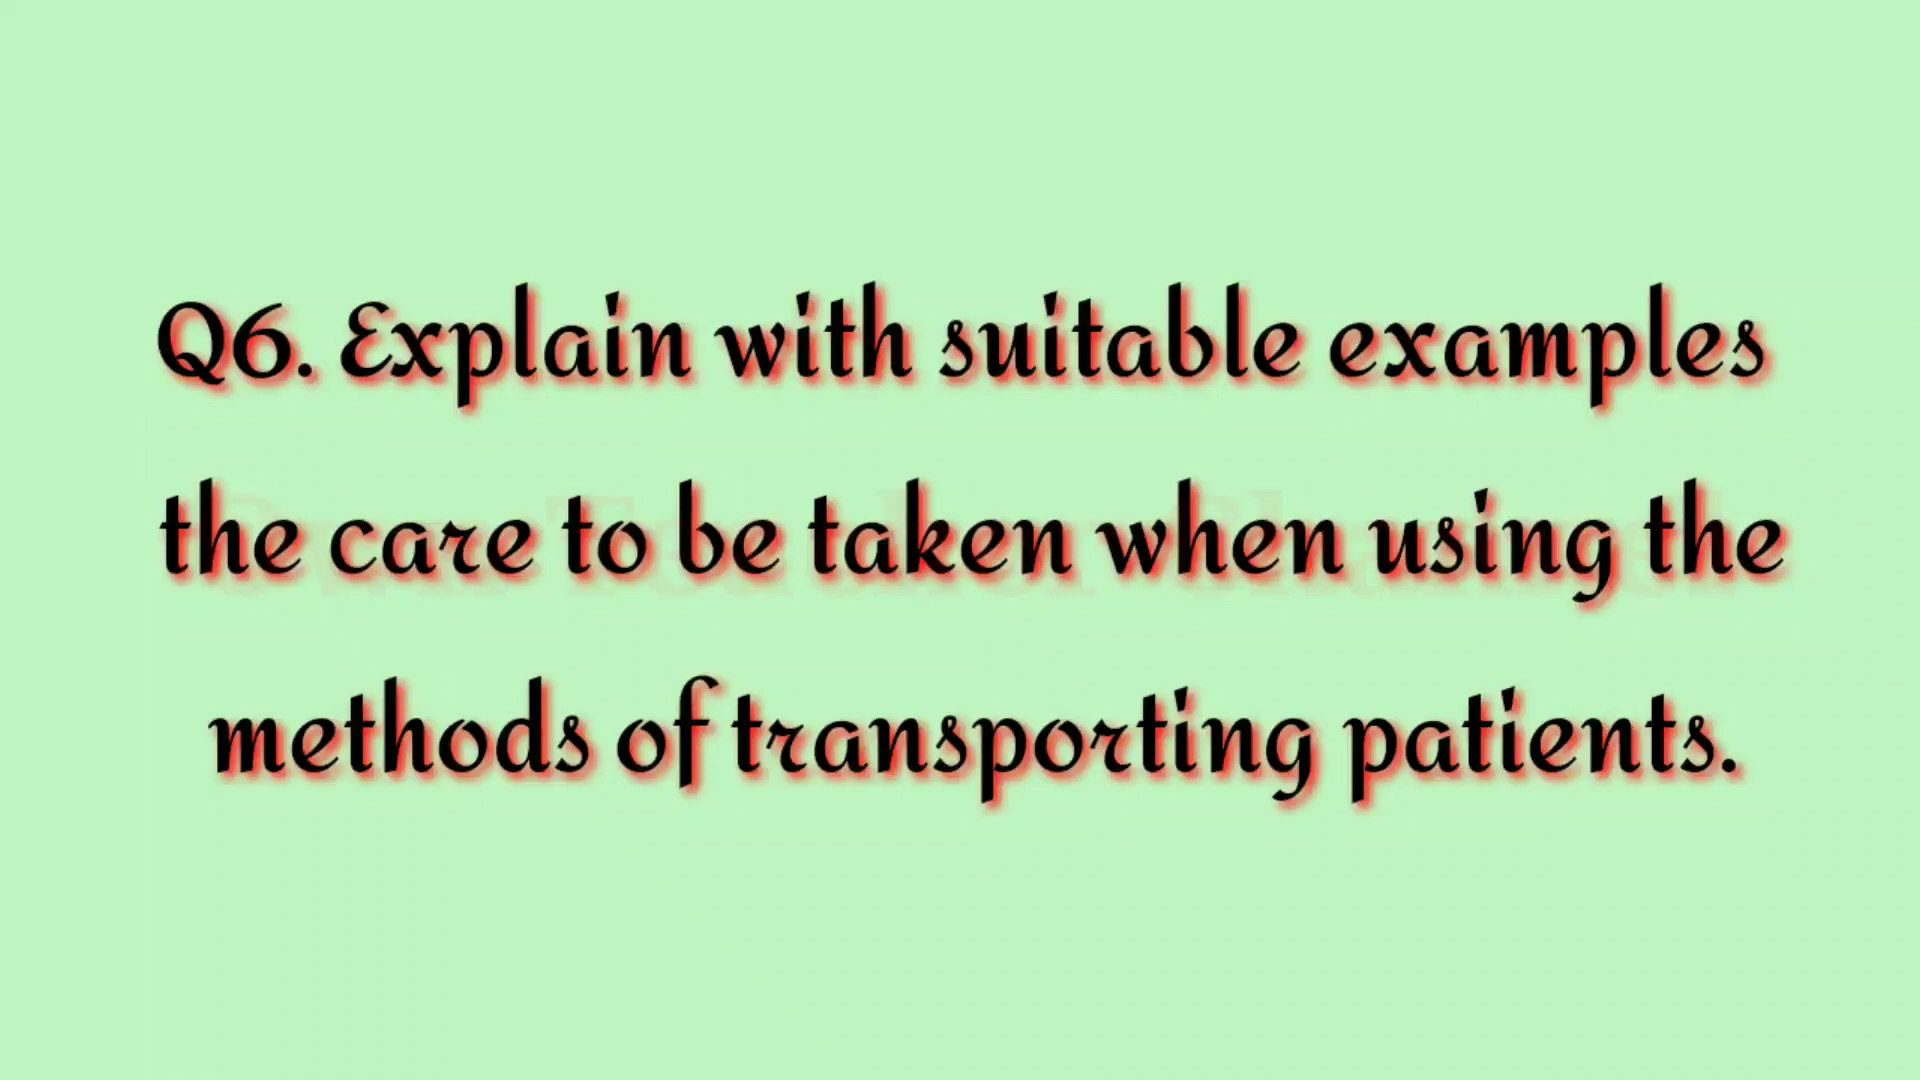 Q6. Explain with suitable examples
the care to be taken when using the
methods of transporting patients.